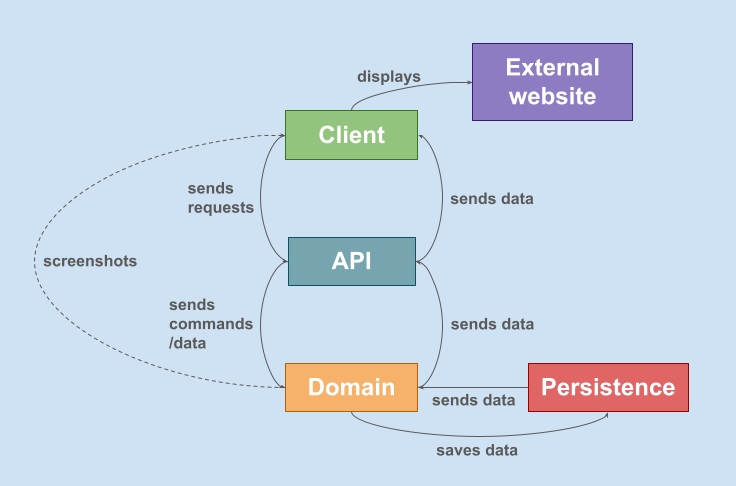 External
website
displays
Client
sends
requests
sends data
API
screenshots
sends
commands
/data
sends data
Domain
Persistence
sends data
saves data